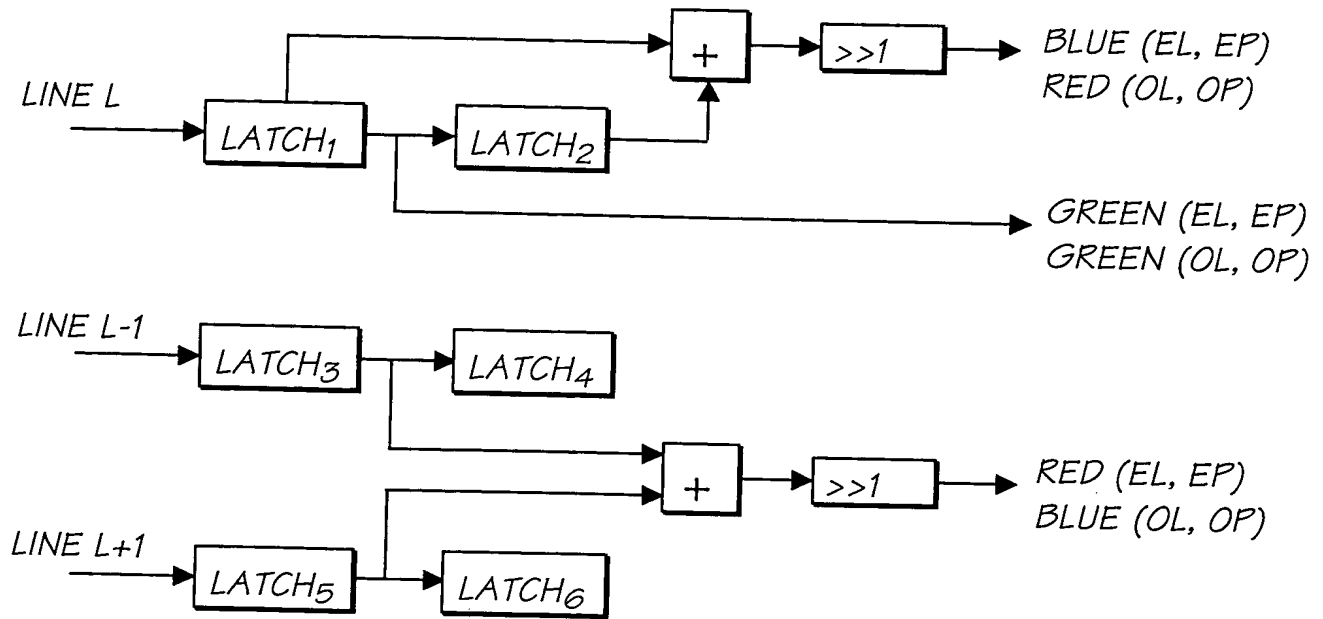 LINE L
LATCH1
LATCH2
+
>>1
BLUE (EL, EP)
RED (OL, OP)
GREEN (EL, EP)
GREEN (OL, OP)
LINE L-1
LATCH3
LATCH4
LINE L+1
LATCH5
LATCH6
+
>>1
RED (EL, EP)
BLUE (OL, OP)